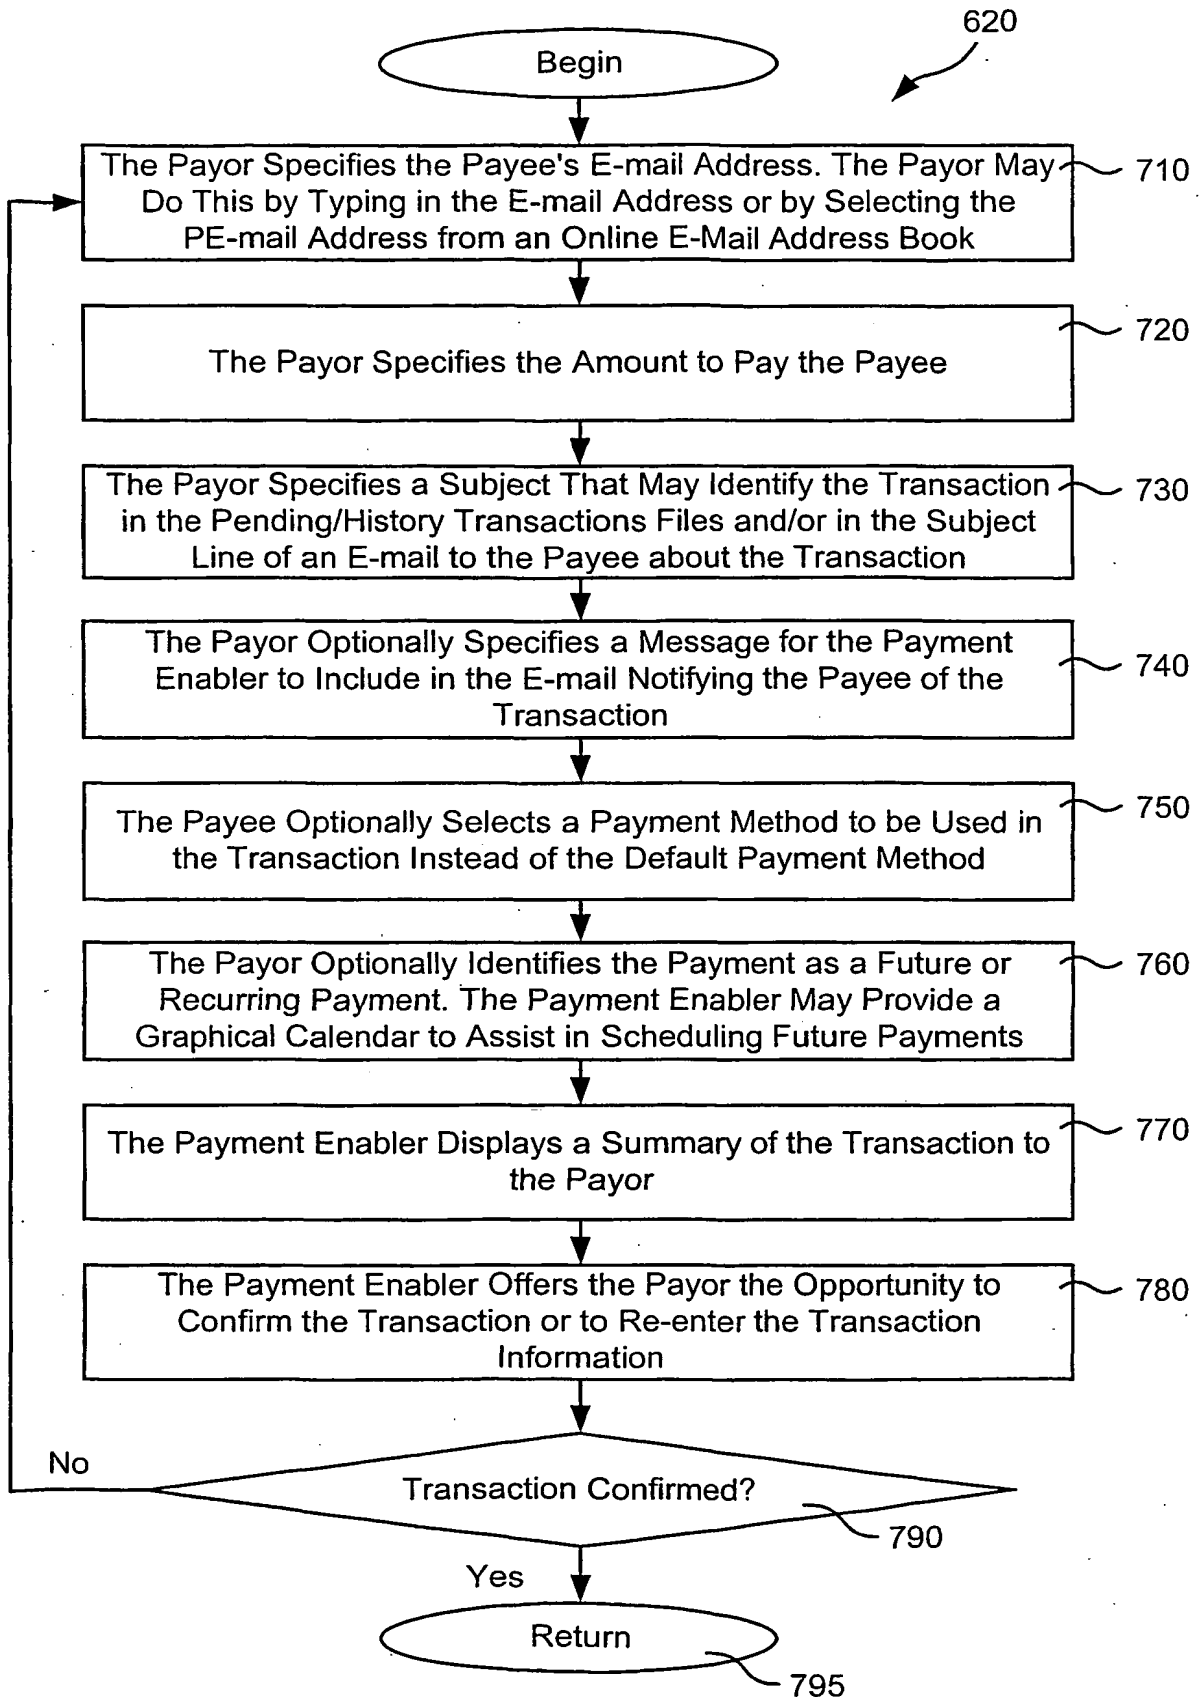 620
Begin
The Payor Specifies the Payee's E-mail Address. The Payor May
Do This by Typing in the E-mail Address or by Selecting the
PE-mail Address from an Online E-Mail Address Book
710
The Payor Specifies the Amount to Pay the Payee
720
The Payor Specifies a Subject That May Identify the Transaction
in the Pending/History Transactions Files and/or in the Subject
Line of an E-mail to the Payee about the Transaction
730
The Payor Optionally Specifies a Message for the Payment
Enabler to Include in the E-mail Notifying the Payee of the
Transaction
740
The Payee Optionally Selects a Payment Method to be Used in
the Transaction Instead of the Default Payment Method
750
The Payor Optionally Identifies the Payment as a Future or
Recurring Payment. The Payment Enabler May Provide a
Graphical Calendar to Assist in Scheduling Future Payments
760
The Payment Enabler Displays a Summary of the Transaction to
the Payor
770
The Payment Enabler Offers the Payor the Opportunity to
Confirm the Transaction or to Re-enter the Transaction
Information
780
No
Transaction Confirmed?
790
Yes
Return
795